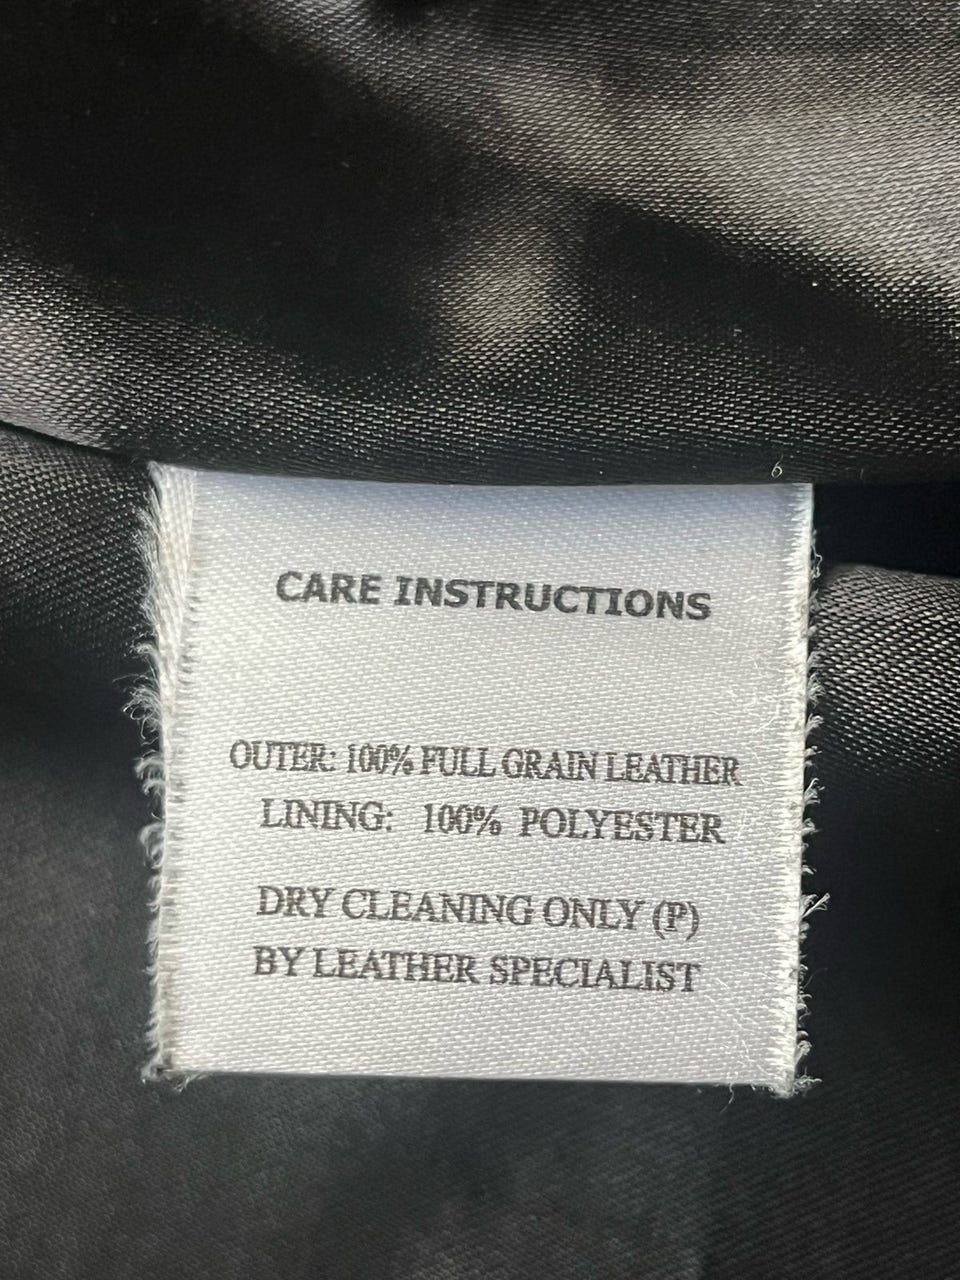 CARE INSTRUCTIONS
OUTER: 100% FULL GRAIN LEATHER
LINING: 100% POLYESTER
DRY CLEANING ONLY (P)
BY LEATHER SPECIALIST